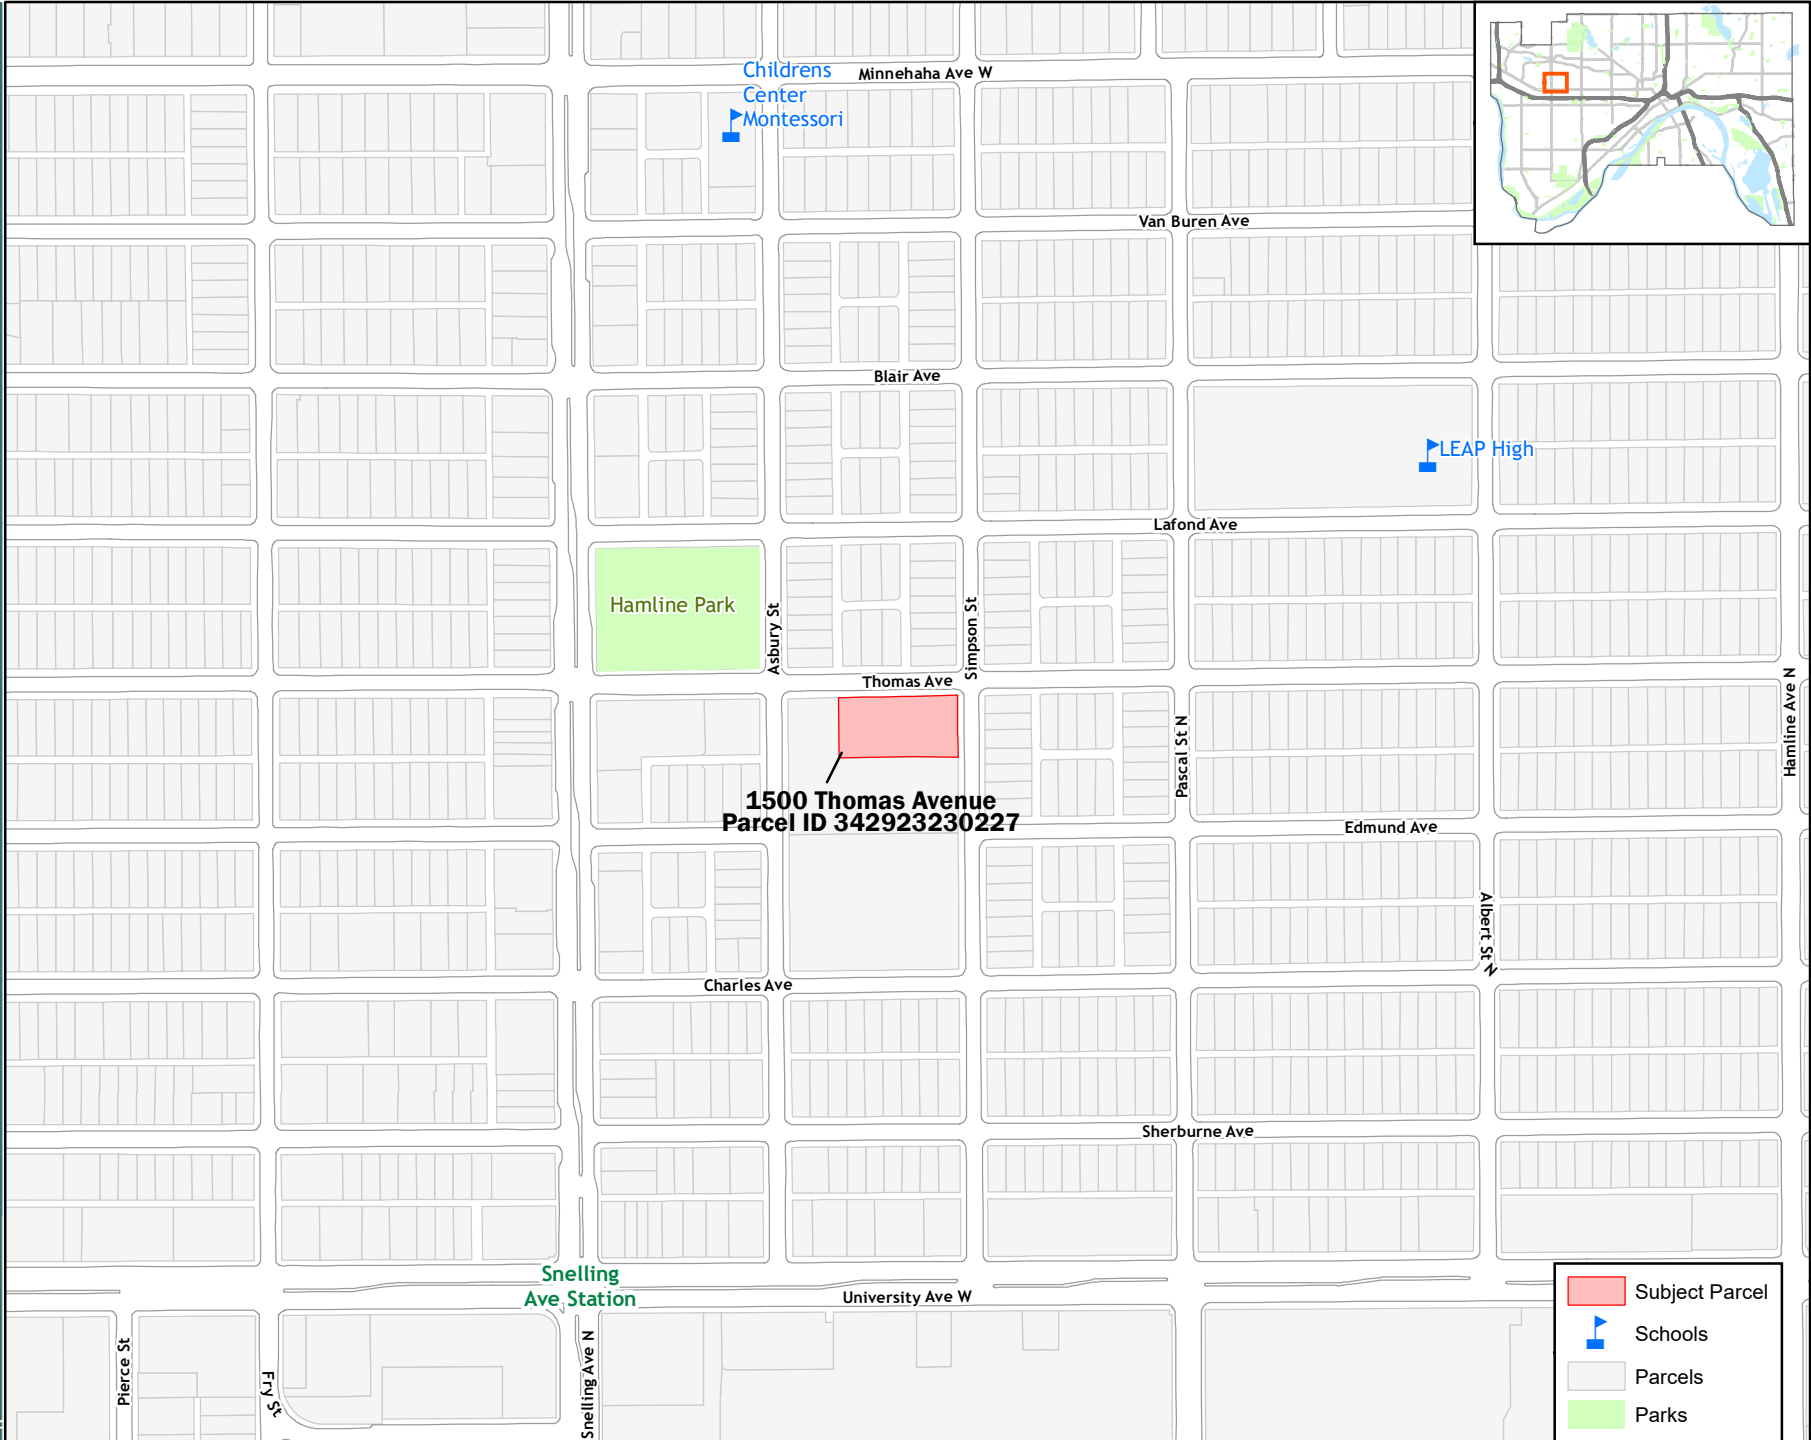 Childrens
Center
Montessori
Minnehaha Ave W
Van Buren Ave
Blair Ave
LEAP High
Lafond Ave
Hamline Park
Asbury St
Simpson St
Thomas Ave
Pascal St N
Hamline Ave N
1500 Thomas Avenue
Parcel ID 342923230227
Edmund Ave
Albert St N
Charles Ave
Sherburne Ave
Snelling
Ave Station
University Ave W
Pierce St
Fry St
Snelling Ave N
Subject Parcel
Schools
Parcels
Parks